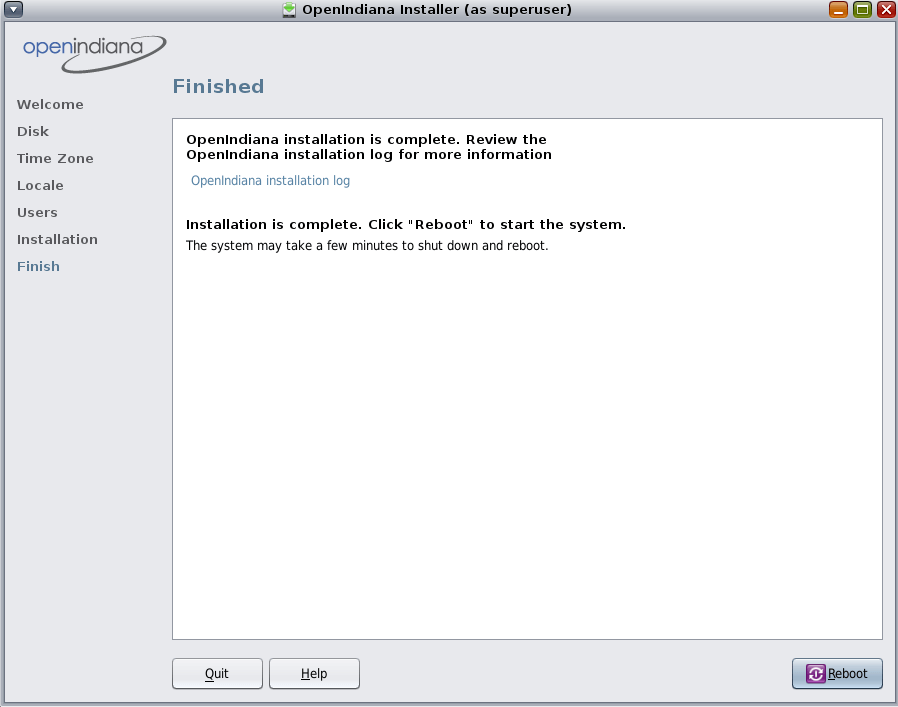 OpenIndiana Installer (as superuser)
openindiana
Finished
Welcome
Disk
Time Zone
Locale
Users
Installation
Finish
OpenIndiana installation is complete. Review the
OpenIndiana installation log for more information
OpenIndiana installation log
Installation is complete. Click "Reboot" to start the system.
The system may take a few minutes to shut down and reboot.
Quit
Help
Reboot